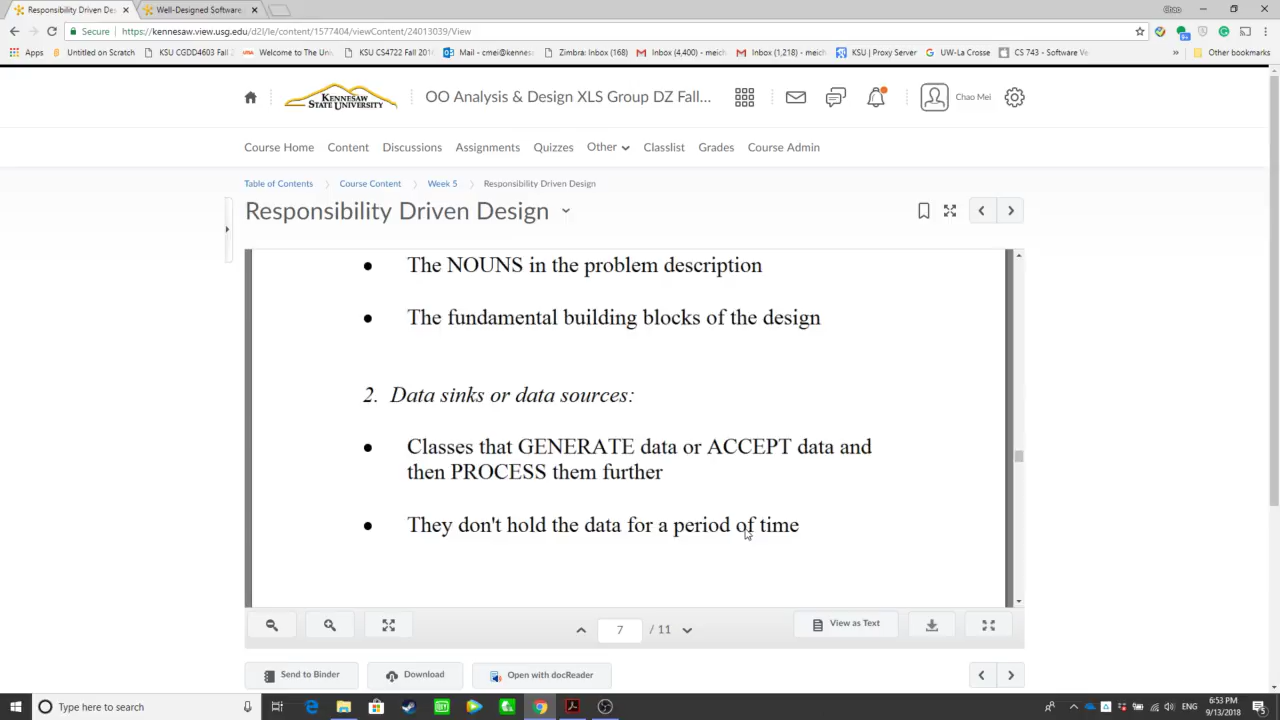 Responsibility Driven Des
Well-Designed Software
Chao
Secure
https://kennesaw.view.usg.edu/d2l/le/content/1577404/viewContent/24013039/View
Apps
Untitled on Scratch
KSU CGDD4603 Fall 2
Welcome to The Uni
KSU CS4722 Fall 201
Mail - cmei@kennes
Zimbra: Inbox (168)
Inbox (4,400) - meich
Inbox (1,218) - meich
KSU | Proxy Server
UW-La Crosse
CS 743 - Software Ve
»
Other bookmarks
KENNESAW
STATE UNIVERSITY
OO Analysis & Design XLS Group DZ Fall...
Chao Mei
Course Home
Content
Discussions
Assignments
Quizzes
Other
Classlist
Grades
Course Admin
Table of Contents
Course Content
Week 5
Responsibility Driven Design
Responsibility Driven Design
• The NOUNS in the problem description
• The fundamental building blocks of the design
2. Data sinks or data sources:
• Classes that GENERATE data or ACCEPT data and
then PROCESS them further
• They don't hold the data for a period of time
7 / 11
View as Text
Send to Binder
Download
Open with docReader
Type here to search
ENG
6:53 PM
9/13/2018